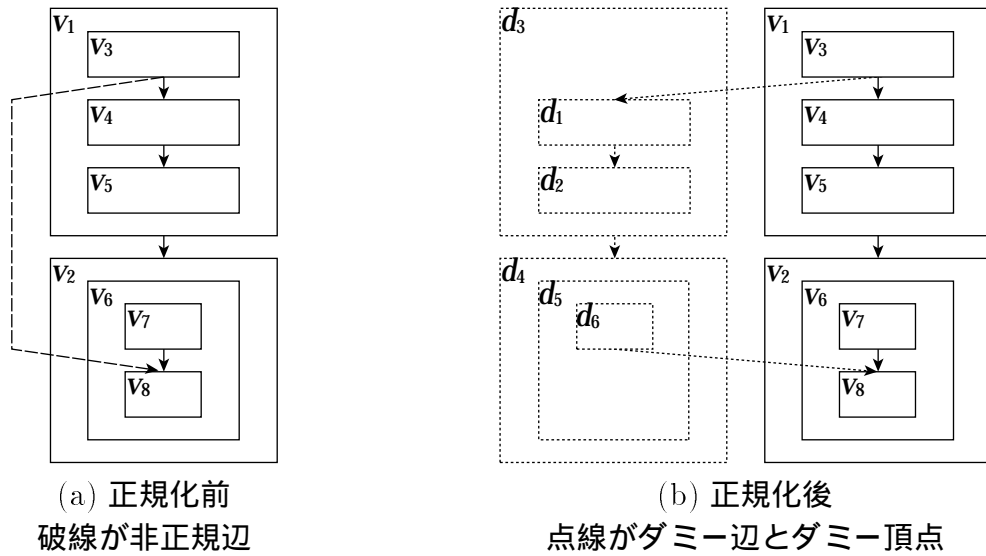 v1
v3
v4
v5
v2
v6
v7
v8
(a) 正規化前
破線が非正規辺
d3
d1
d2
d4
d5
d6
v1
v3
v4
v5
v2
v6
v7
v8
(b) 正規化後
点線がダミー辺とダミー頂点